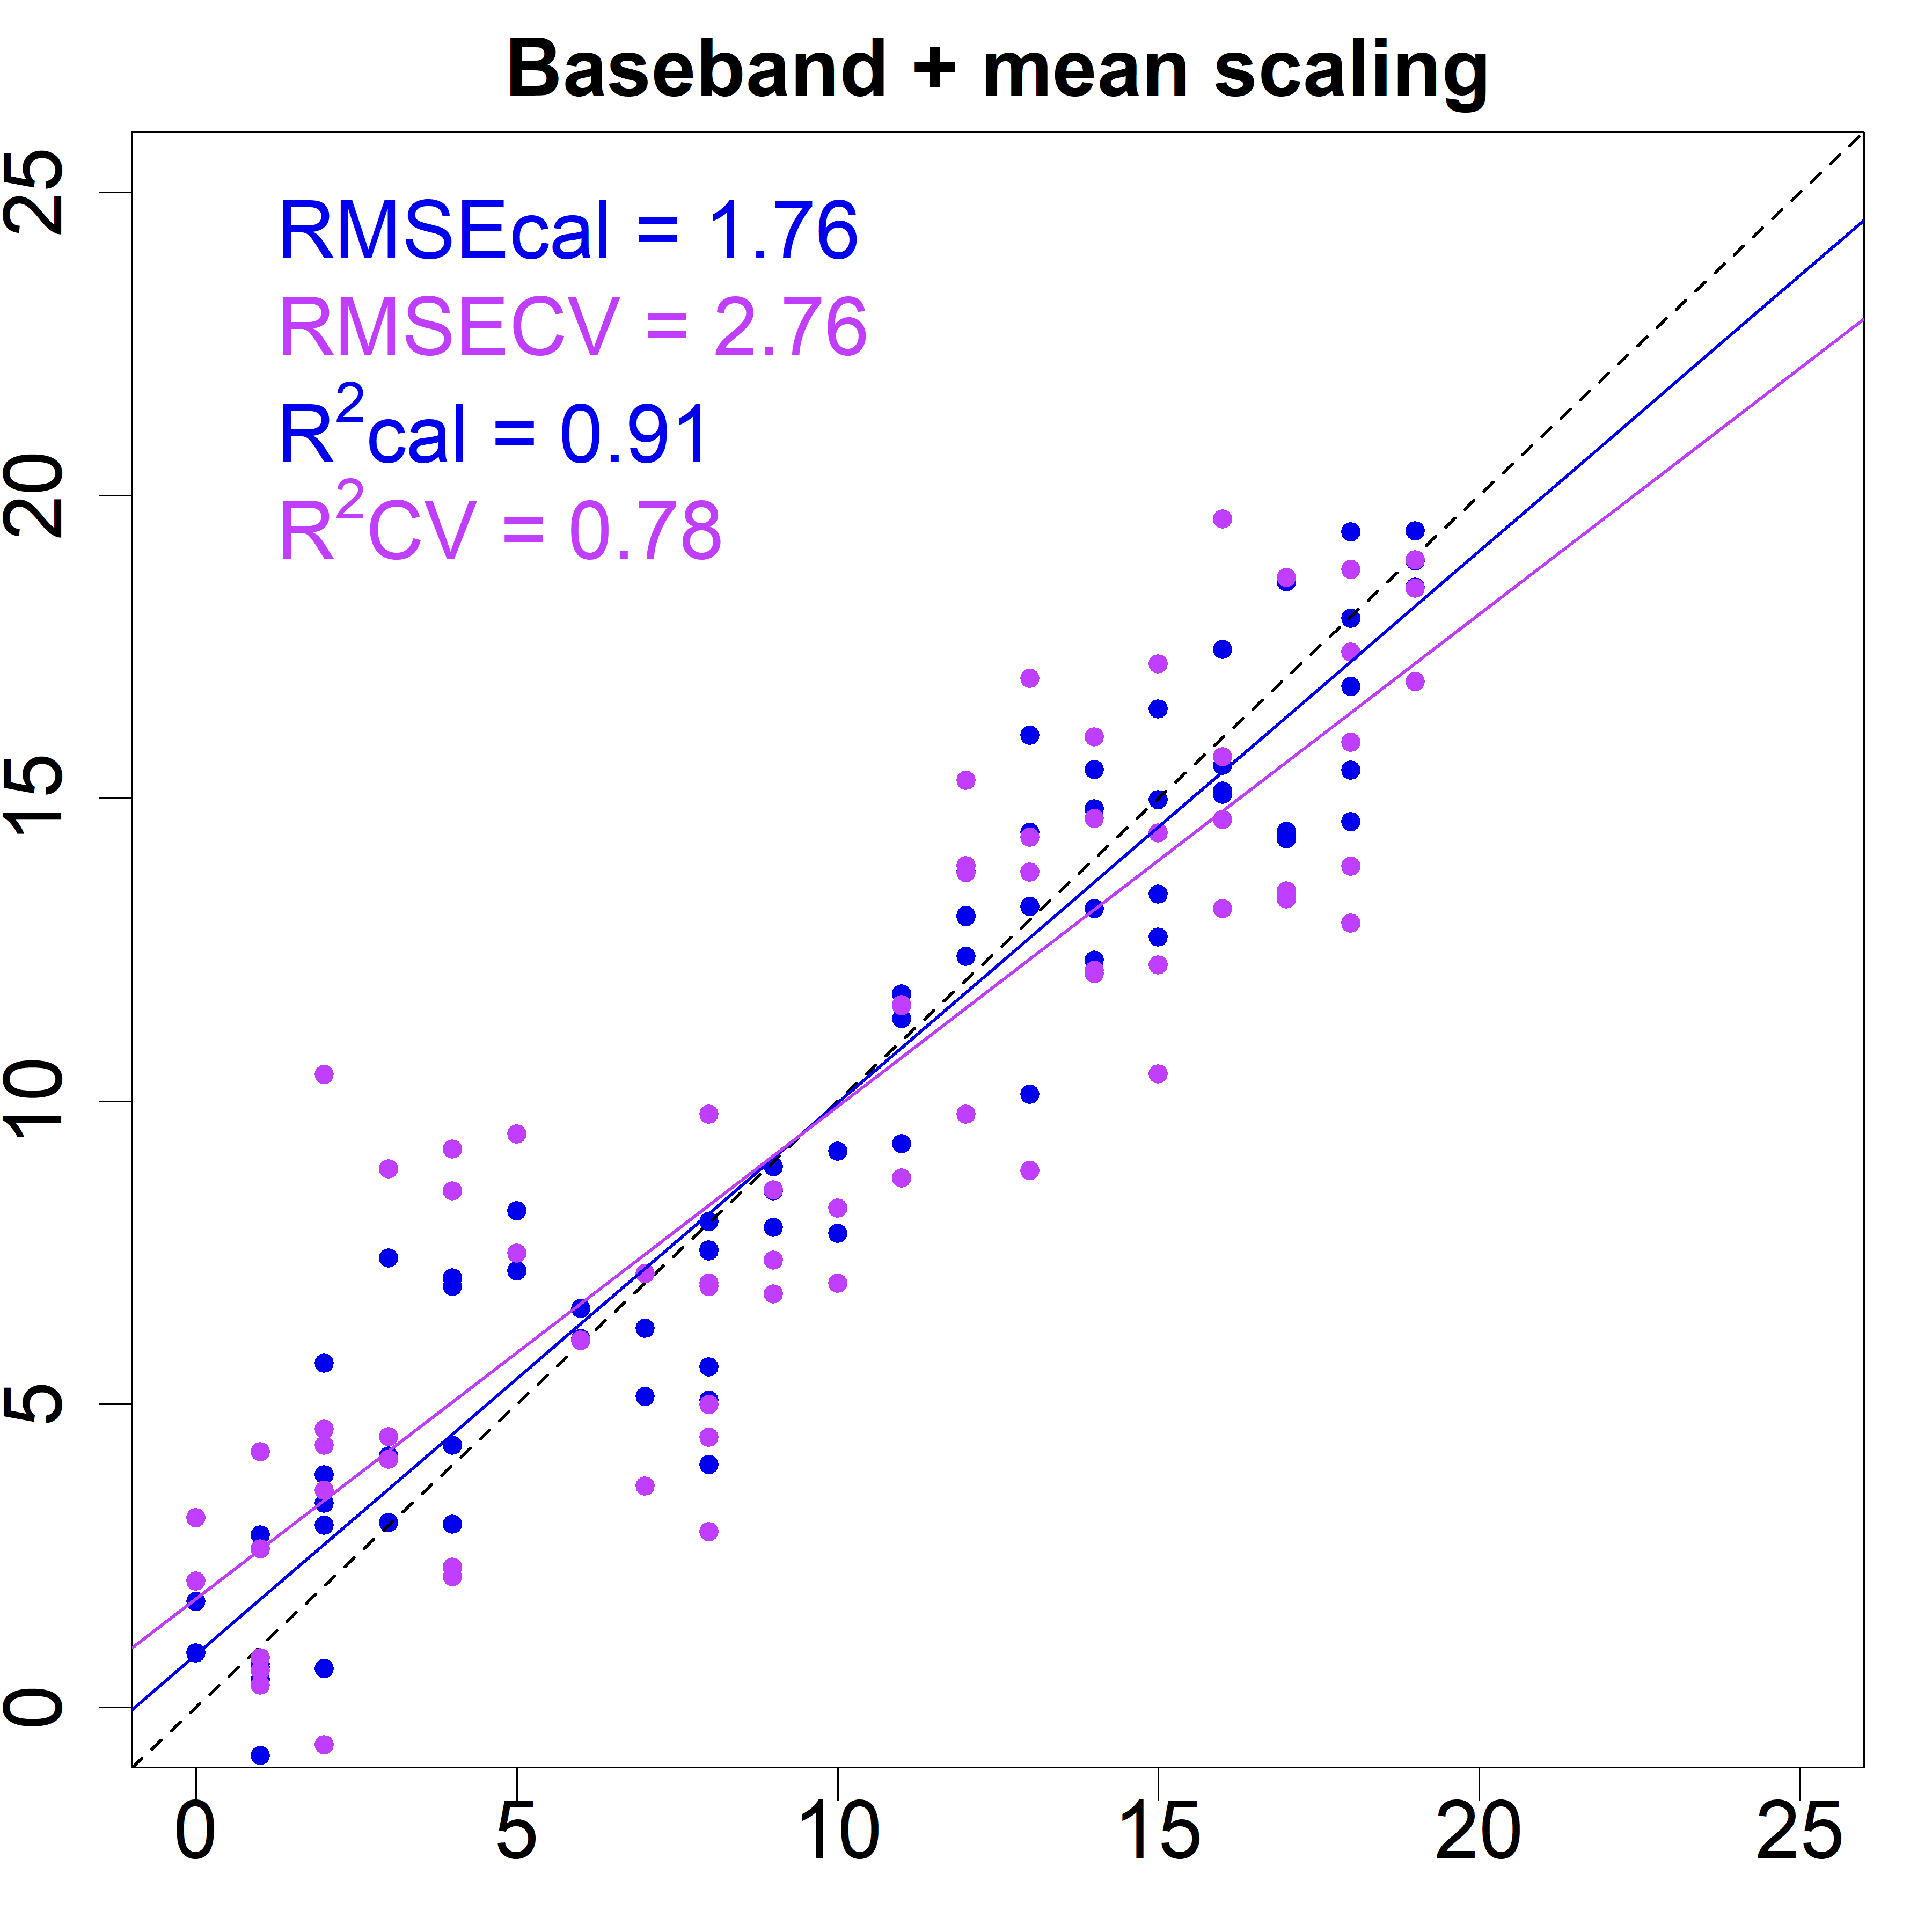 Baseband + mean scaling
RMSEcal = 1.76
RMSECV = 2.76
R²cal = 0.91
R²CV = 0.78
25
20
15
10
5
0
0 5 10 15 20 25